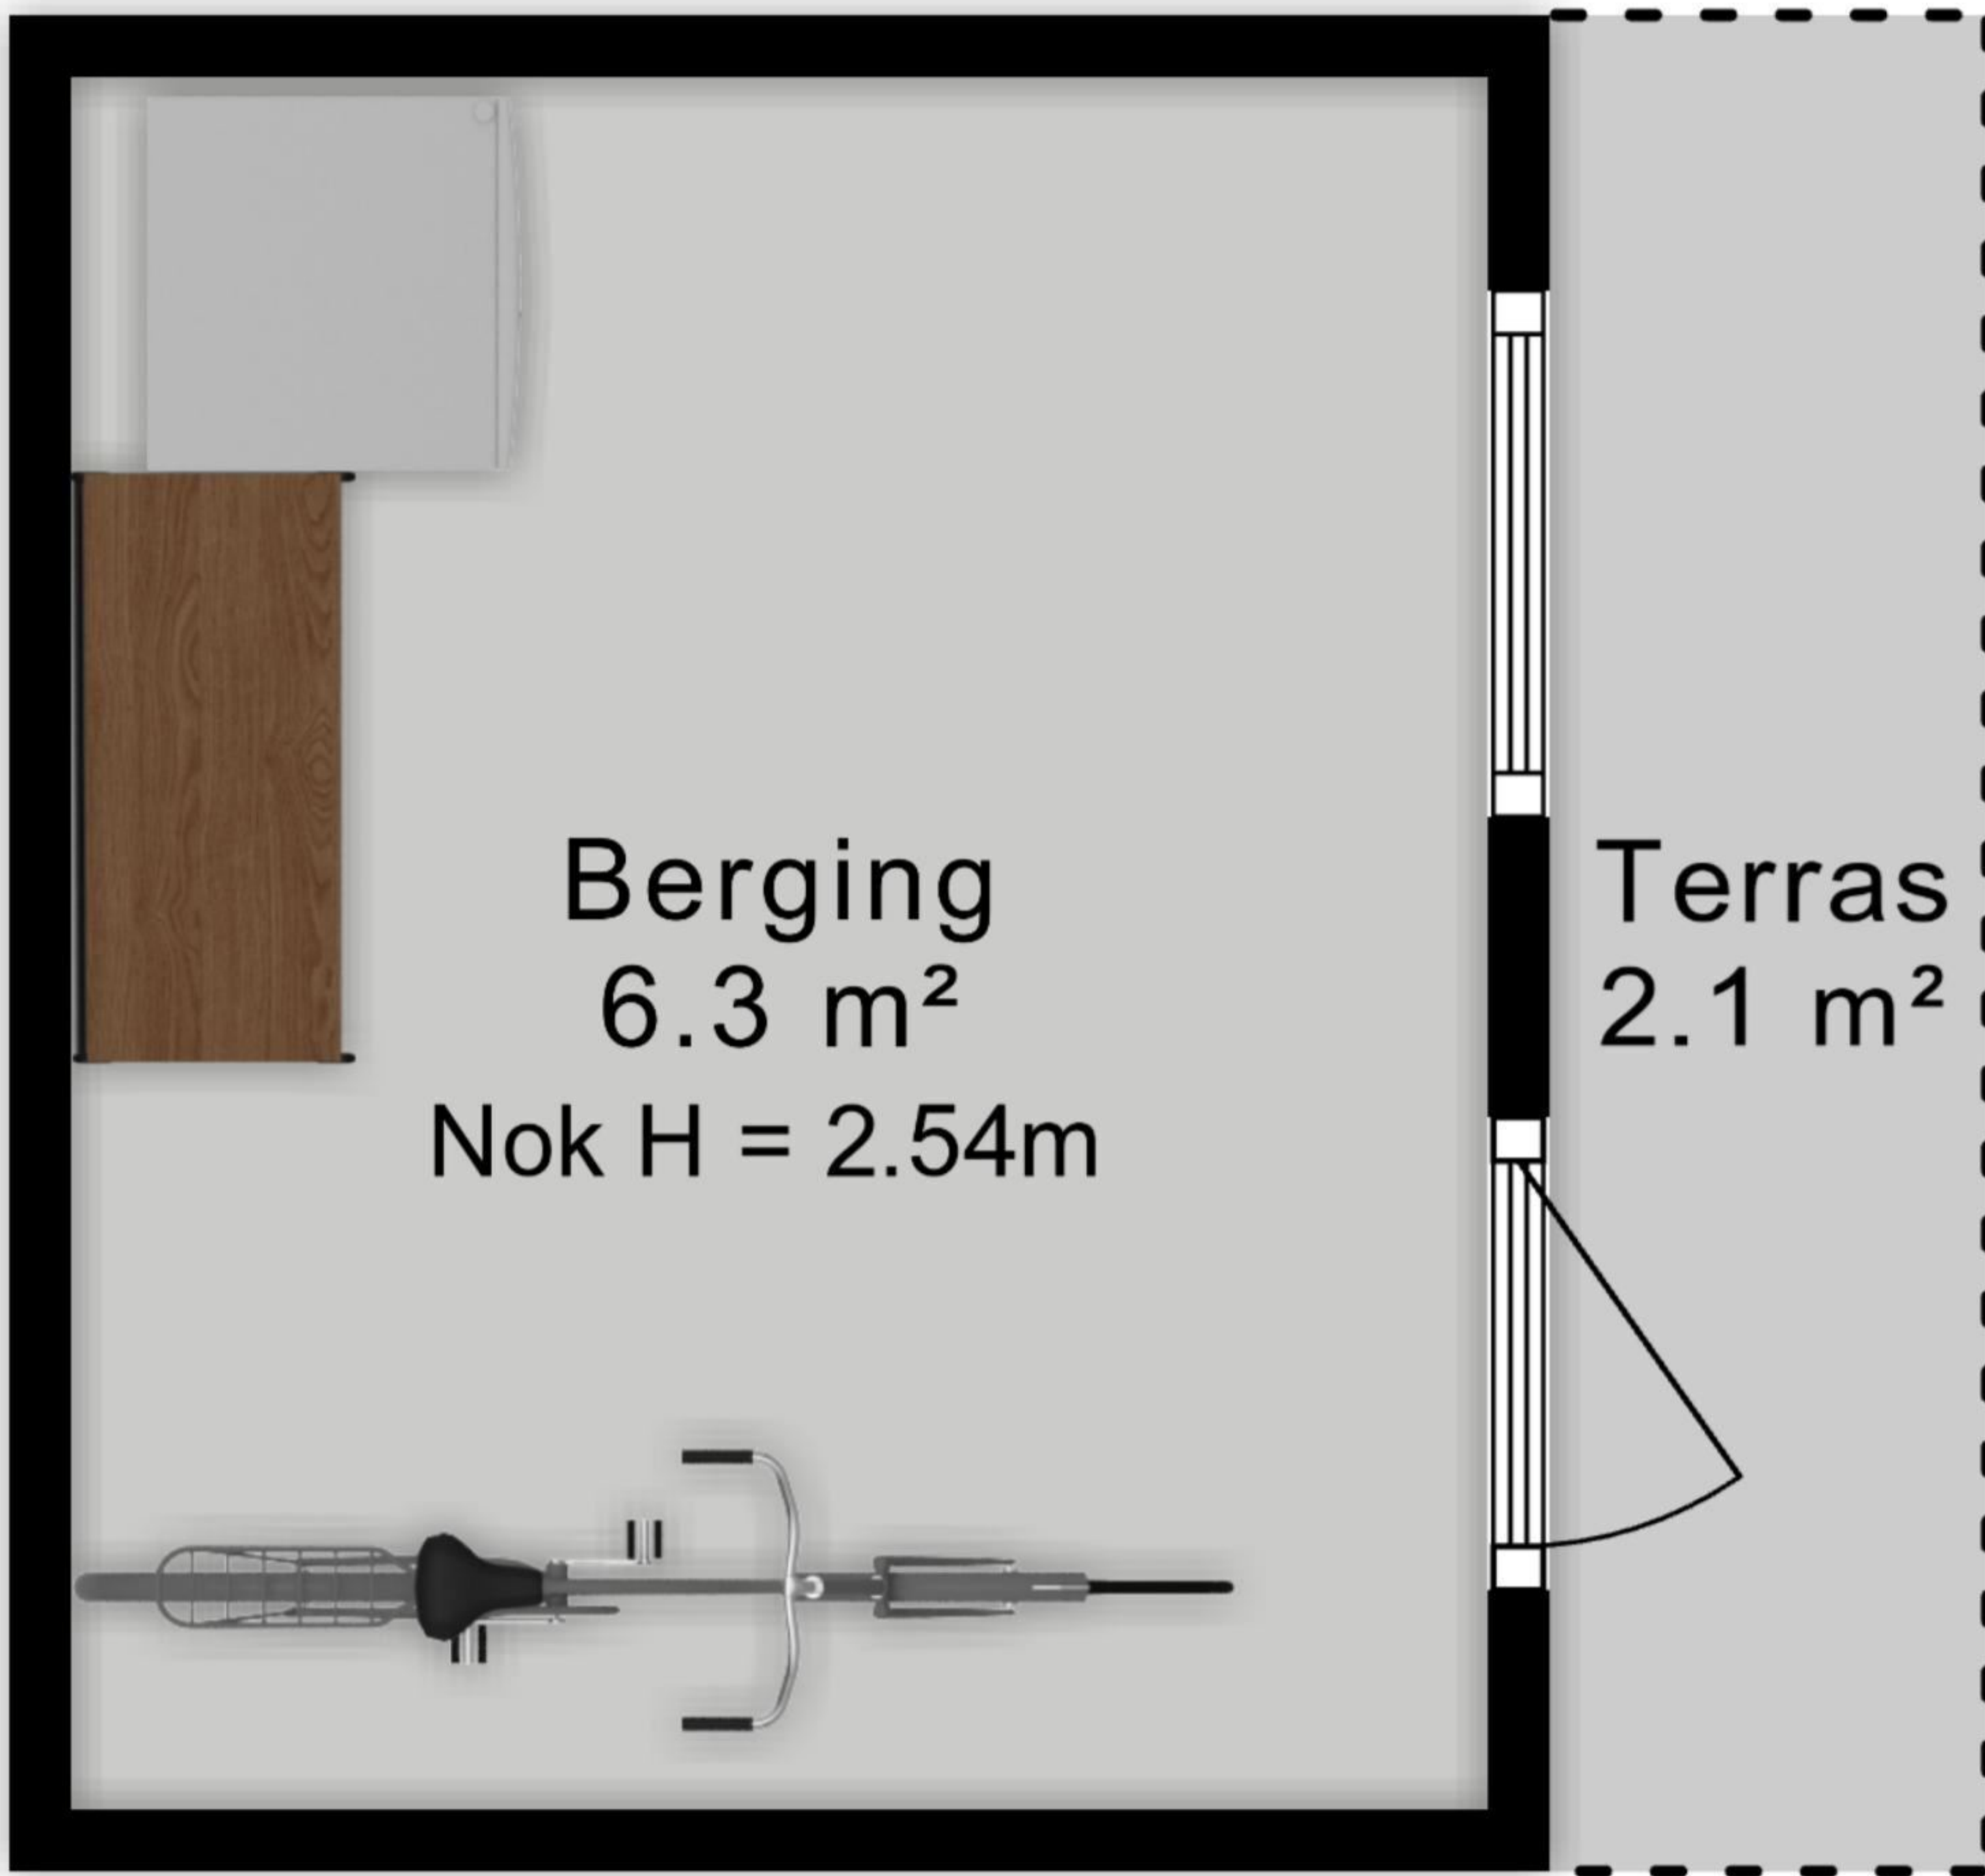 Berging
6.3 m²
Nok H = 2.54m
Terras
2.1 m²